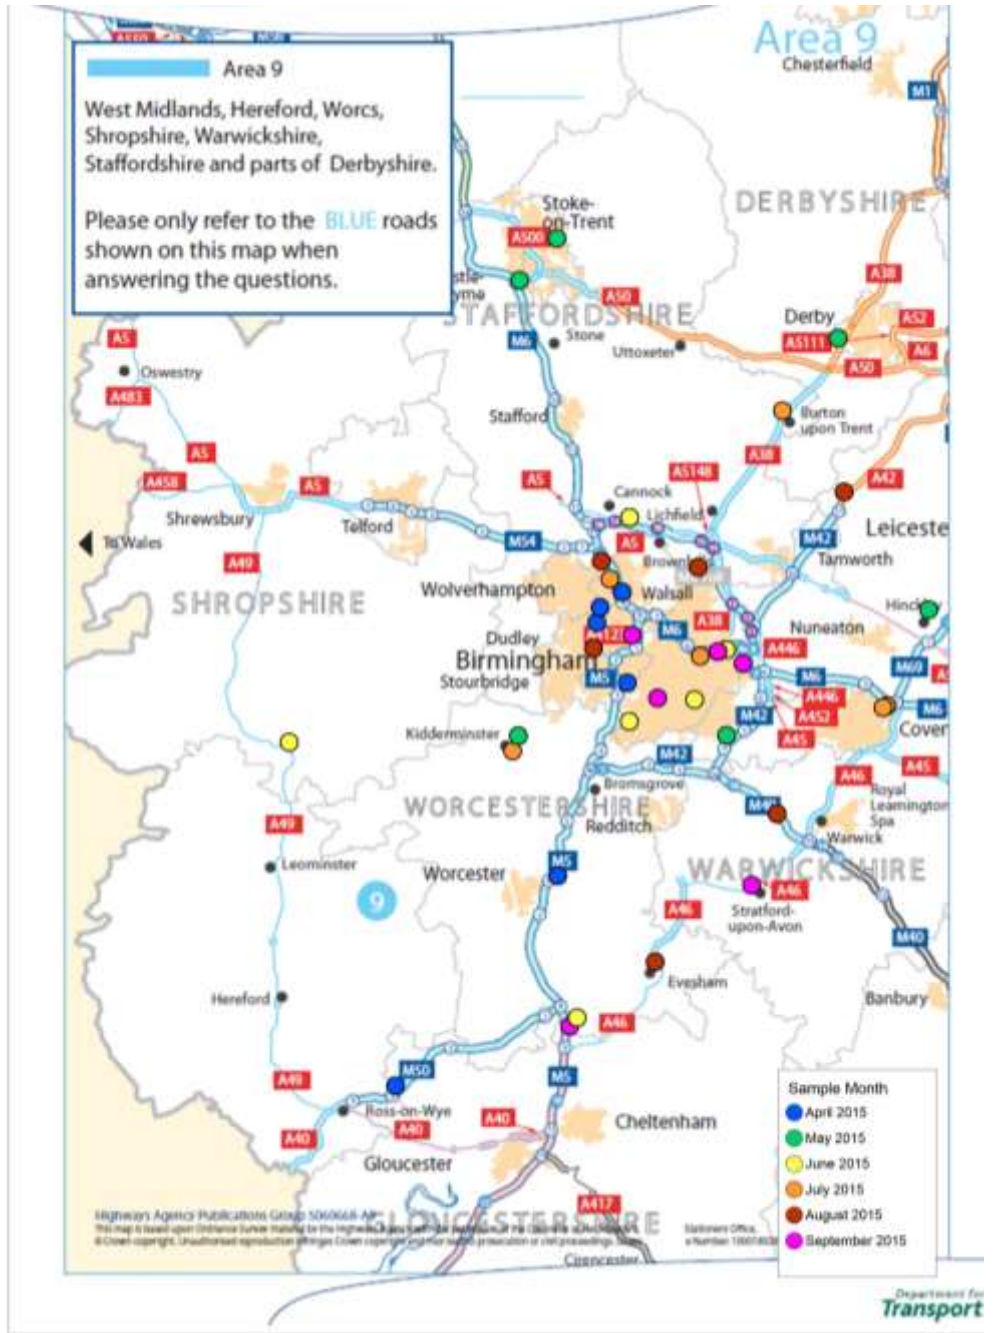 Area 9
Area 9
West Midlands, Hereford, Worcs,
Shropshire, Warwickshire,
Staffordshire and parts of Derbyshire.
Please only refer to the BLUE roads
shown on this map when
answering the questions.
Chesterfield
M1
DERBYSHIRE
Stoke-
on-Trent
A500
A38
A50
STAFFORDSHIRE
Derby
A52
A5111
A6
A50
A5
M6
Stone
Uttoxeter
Oswestry
A483
Stafford
Burton
upon Trent
A5
A38
A458
A5
A5
A5148
A42
Cannock
Lichfield
Shrewsbury
Telford
Leiceste
To Wales
M54
A5
M42
A49
Tamworth
Wolverhampton
Walsall
SHROPSHIRE
Hinckley
Dudley
M6
A38
Nuneaton
Birmingham
A446
M69
Stourbridge
M5
M6
A446
M6
A452
M42
Kidderminster
A45
Coven
M42
A46
A45
Bromsgrove
Royal
Leamington
Spa
WORCESTERSHIRE
M40
A49
Redditch
Warwick
Leominster
Worcester
M5
WARWICKSHIRE
9
A46
A46
Stratford-
upon-Avon
M40
Evesham
Hereford
Banbury
A46
A49
M50
M5
Ross-on-Wye
A40
A40
A40
Cheltenham
Gloucester
A417
GLOUCESTERSHIRE
Cirencester
Sample Month
April 2015
May 2015
June 2015
July 2015
August 2015
September 2015
Highways Agency Publications Group
Department for
Transport